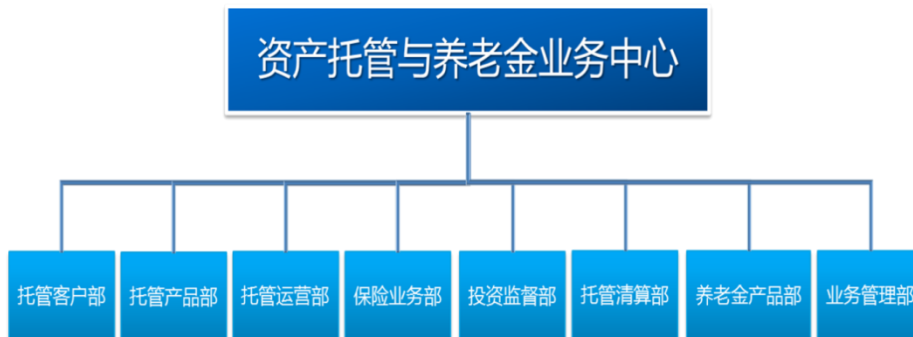 资产托管与养老金业务中心
托管客户部
托管产品部
托管运营部
保险业务部
投资监督部
托管清算部
养老金产品部
业务管理部